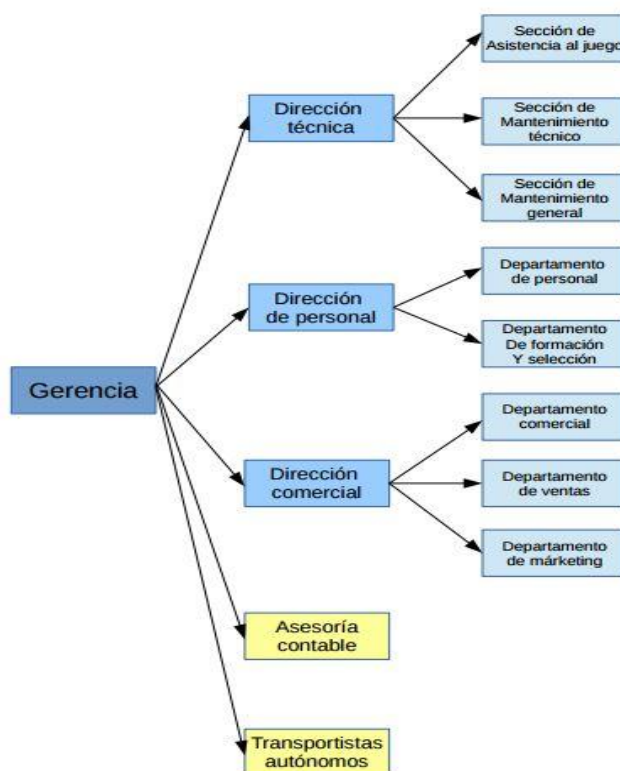 Sección de
Asistencia al juego
Dirección
técnica
Sección de
Mantenimiento
técnico
Sección de
Mantenimiento
general
Departamento
de personal
Dirección
de personal
Departamento
De formación
Y selección
Gerencia
Departamento
comercial
Dirección
comercial
Departamento
de ventas
Departamento
de márketing
Asesoría
contable
Transportistas
autónomos